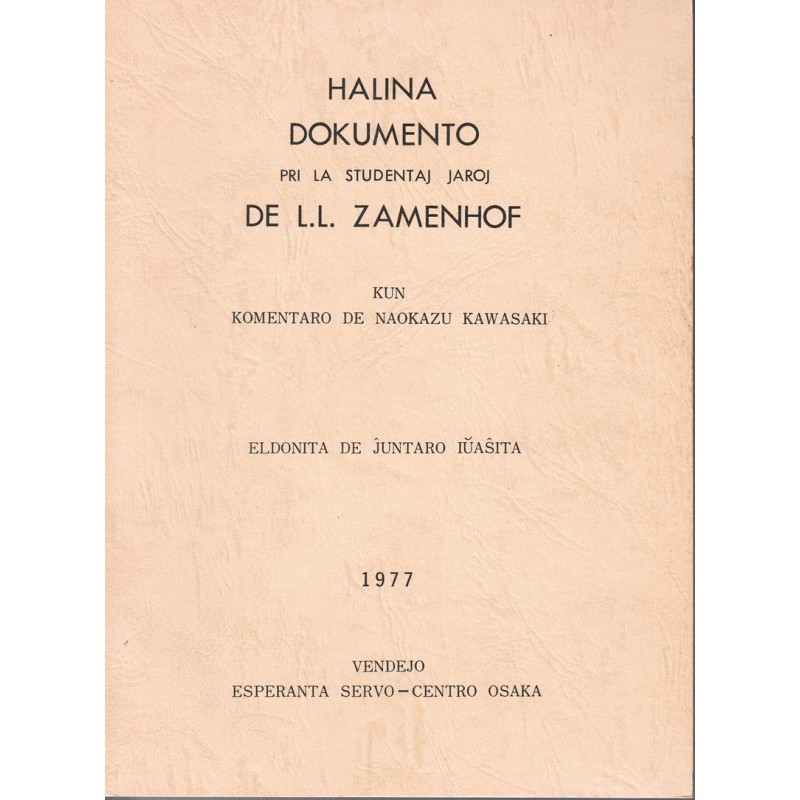 HALINA
DOKUMENTO
PRI LA STUDENTAJ JAROJ
DE L.L. ZAMENHOF
KUN
KOMENTARO DE NAOKAZU KAWASAKI
ELDONITA DE ĴUNTARO IŬAŜITA
1977
VENDEJO
ESPERANTA SERVO－CENTRO OSAKA